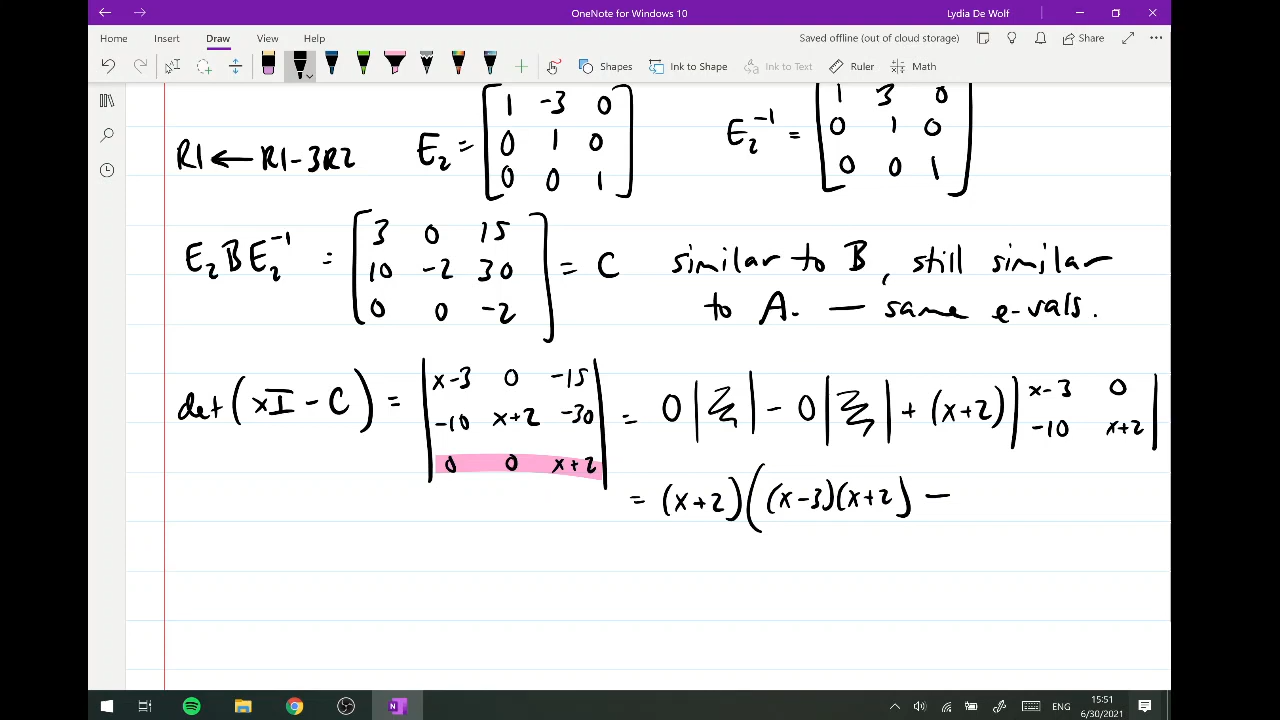 OneNote for Windows 10
Lydia De Wolf
Home Insert Draw View Help
Saved offline (out of cloud storage)
Share
Shapes Ink to Shape Ink to Text Ruler Math
R1 ← R1 - 3R2
E₂ = [1 -3 0
0 1 0
0 0 1]
E₂⁻¹ = [1 3 0
0 1 0
0 0 1]
E₂BE₂⁻¹ = [3 0 15
10 -2 30
0 0 -2] = C
similar to B, still similar
to A. — same e-vals.
det(xI - C) = |x-3 0 -15
-10 x+2 -30
0 0 x+2|
= 0| | - 0| | + (x+2)|x-3 0
-10 x+2|
= (x+2)((x-3)(x+2) -
ENG
15:51
6/30/2021